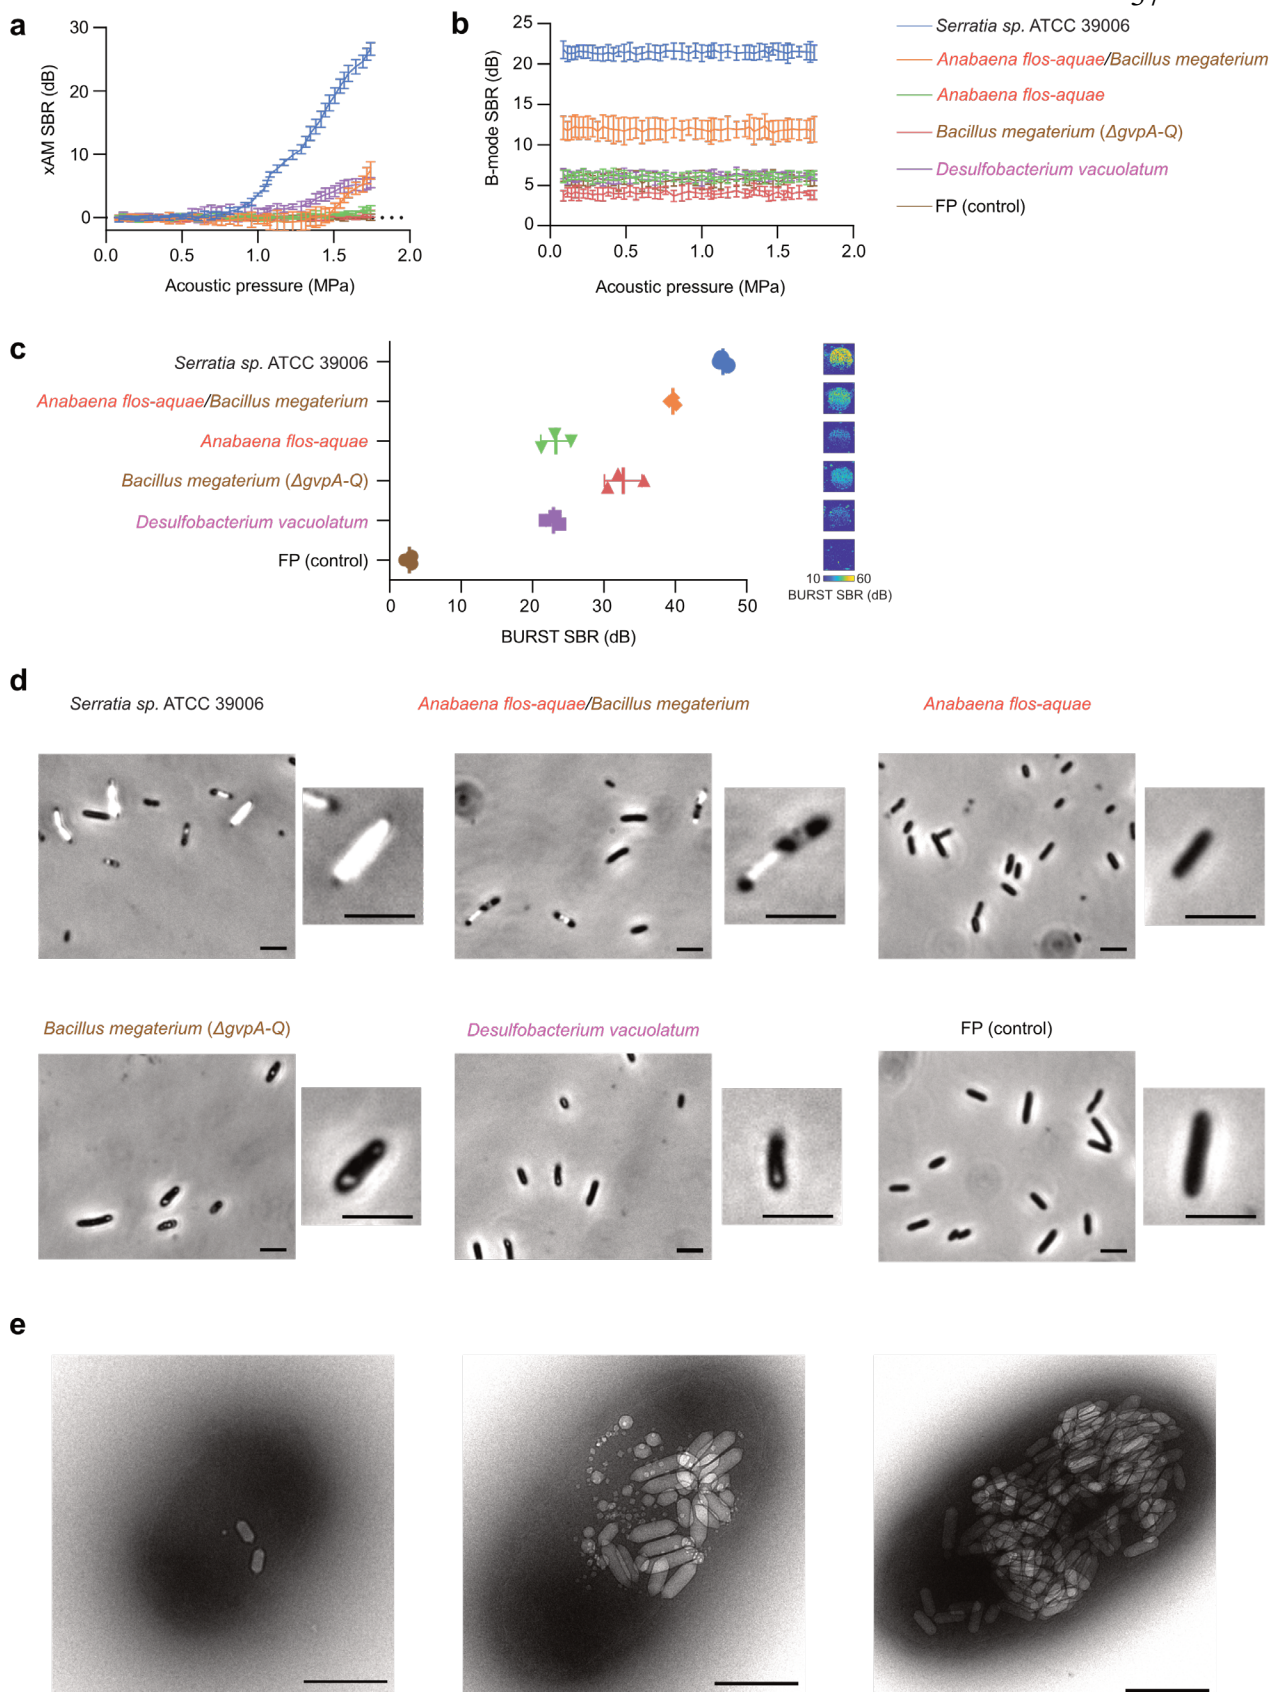 a
30
20
10
0
xAM SBR (dB)
0.0
0.5
1.0
1.5
2.0
Acoustic pressure (MPa)
b
25
20
15
10
5
0
B-mode SBR (dB)
0.0
0.5
1.0
1.5
2.0
Acoustic pressure (MPa)
Serratia sp. ATCC 39006
Anabaena flos-aquae/Bacillus megaterium
Anabaena flos-aquae
Bacillus megaterium (ΔgvpA-Q)
Desulfobacterium vacuolatum
FP (control)
c
Serratia sp. ATCC 39006
Anabaena flos-aquae/Bacillus megaterium
Anabaena flos-aquae
Bacillus megaterium (ΔgvpA-Q)
Desulfobacterium vacuolatum
FP (control)
0
10
20
30
40
50
BURST SBR (dB)
10
60
BURST SBR (dB)
d
Serratia sp. ATCC 39006
Anabaena flos-aquae/Bacillus megaterium
Anabaena flos-aquae
Bacillus megaterium (ΔgvpA-Q)
Desulfobacterium vacuolatum
FP (control)
e